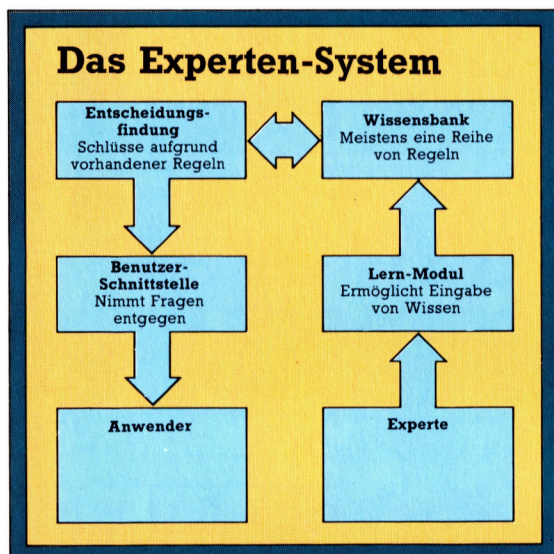 Das Experten-System
Entscheidungs-
findung
Schlüsse aufgrund
vorhandener Regeln
Wissensbank
Meistens eine Reihe
von Regeln
Benutzer-
Schnittstelle
Nimmt Fragen
entgegen
Lern-Modul
Ermöglicht Eingabe
von Wissen
Anwender
Experte